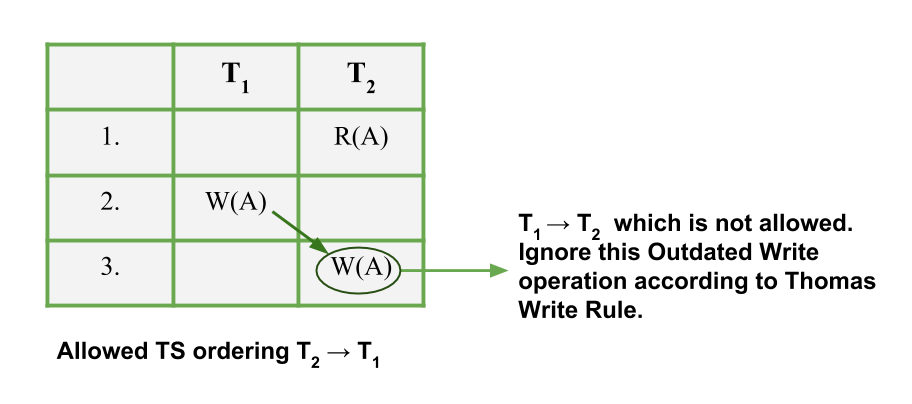 T₁ T₂
1. R(A)
2. W(A)
3. W(A)
T₁ → T₂ which is not allowed.
Ignore this Outdated Write
operation according to Thomas
Write Rule.
Allowed TS ordering T₂ → T₁